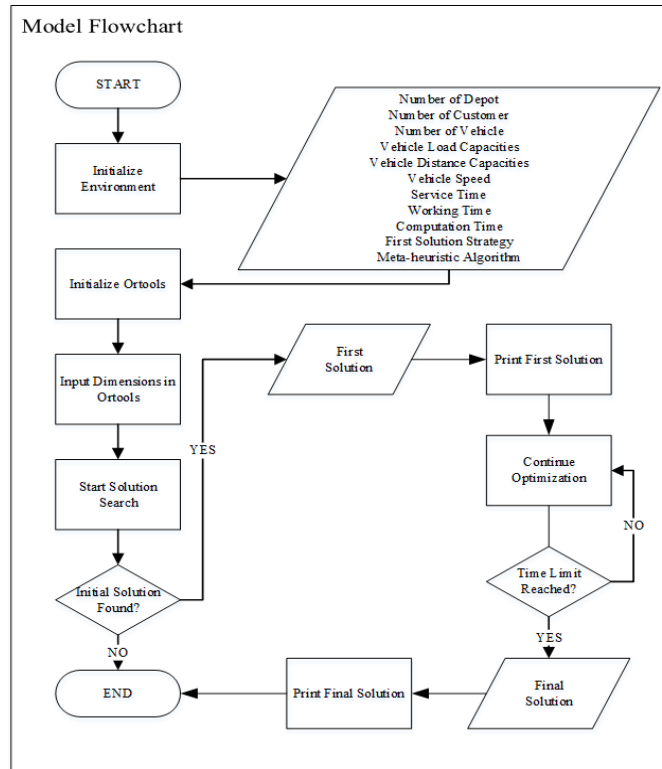 Model Flowchart
START
Initialize
Environment
Number of Depot
Number of Customer
Number of Vehicle
Vehicle Load Capacities
Vehicle Distance Capacities
Vehicle Speed
Service Time
Working Time
Computation Time
First Solution Strategy
Meta-heuristic Algorithm
Initialize Ortools
Input Dimensions in
Ortools
Start Solution
Search
Initial Solution
Found?
YES
NO
First
Solution
Print First Solution
Continue
Optimization
NO
Time Limit
Reached?
YES
Final
Solution
Print Final Solution
END